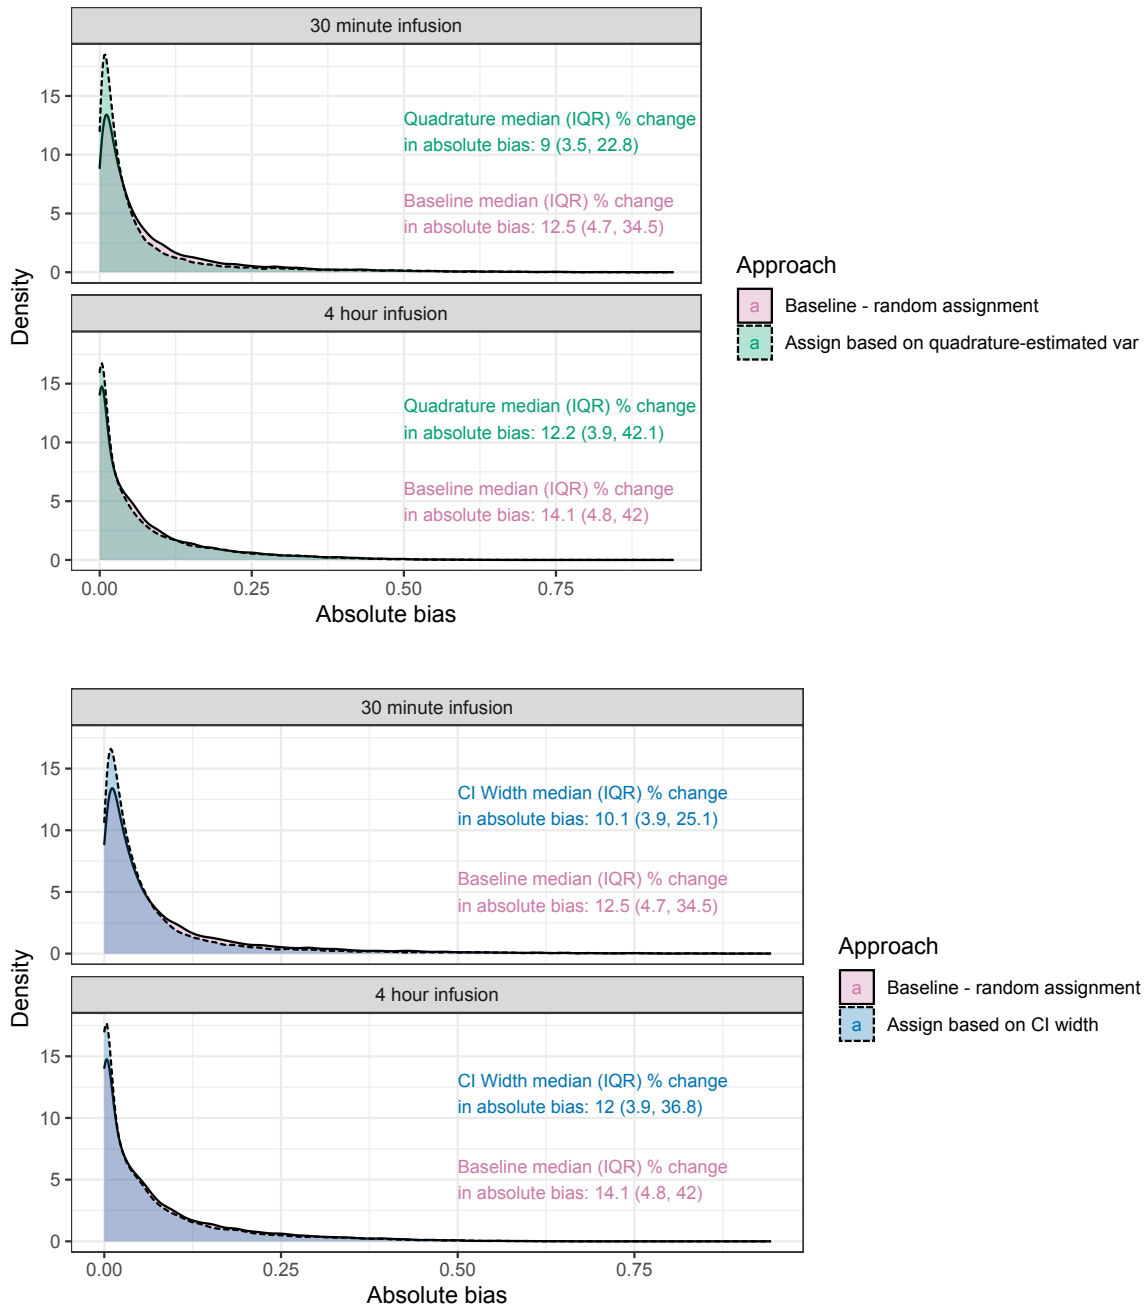 30 minute infusion
15
10
5
0
Quadrature median (IQR) % change
in absolute bias: 9 (3.5, 22.8)
Baseline median (IQR) % change
in absolute bias: 12.5 (4.7, 34.5)
4 hour infusion
15
10
5
0
Quadrature median (IQR) % change
in absolute bias: 12.2 (3.9, 42.1)
Baseline median (IQR) % change
in absolute bias: 14.1 (4.8, 42)
Density
0.00 0.25 0.50 0.75
Absolute bias
Approach
a Baseline - random assignment
a Assign based on quadrature-estimated var
30 minute infusion
15
10
5
0
CI Width median (IQR) % change
in absolute bias: 10.1 (3.9, 25.1)
Baseline median (IQR) % change
in absolute bias: 12.5 (4.7, 34.5)
4 hour infusion
15
10
5
0
CI Width median (IQR) % change
in absolute bias: 12 (3.9, 36.8)
Baseline median (IQR) % change
in absolute bias: 14.1 (4.8, 42)
Density
0.00 0.25 0.50 0.75
Absolute bias
Approach
a Baseline - random assignment
a Assign based on CI width